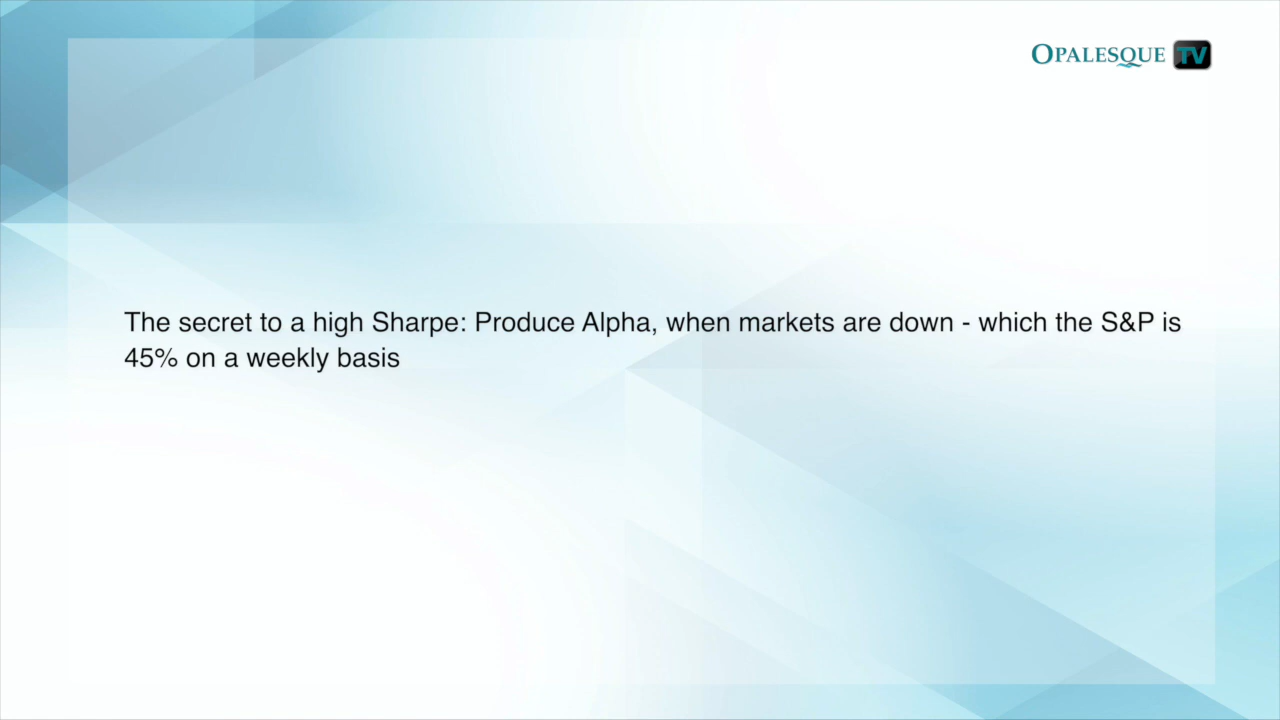 OPALESQUE TV
The secret to a high Sharpe: Produce Alpha, when markets are down - which the S&P is
45% on a weekly basis